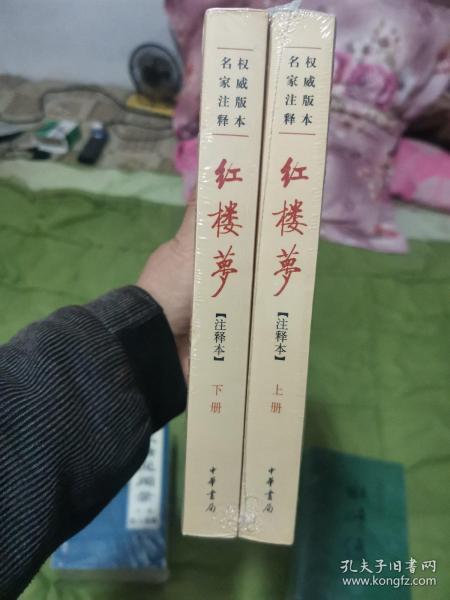 权威版本
名家注释
红楼夢
【注释本】
下册
中华书局
权威版本
名家注释
红楼夢
【注释本】
上册
中华书局
孔夫子旧书网
www.kongfz.com